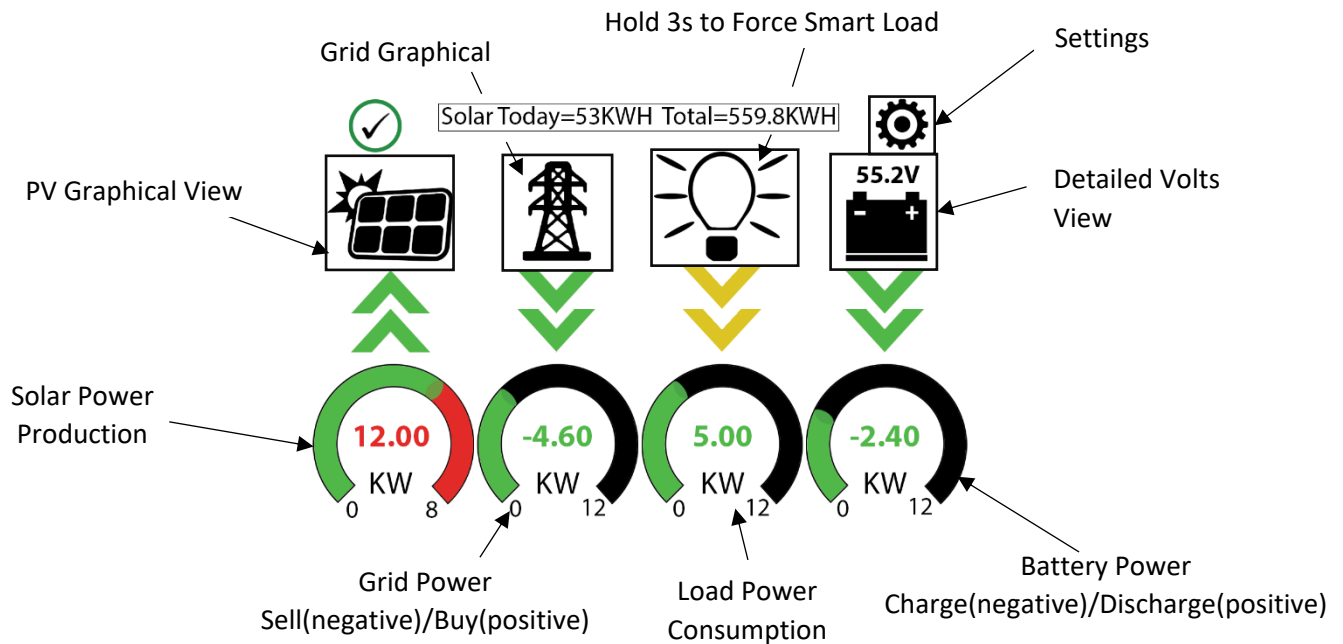 Hold 3s to Force Smart Load
Grid Graphical
Settings
Solar Today=53KWH Total=559.8KWH
PV Graphical View
55.2V
- +
Detailed Volts
View
Solar Power
Production
12.00
KW
0 8
-4.60
KW
0 12
5.00
KW
0 12
-2.40
KW
0 12
Grid Power
Sell(negative)/Buy(positive)
Load Power
Consumption
Battery Power
Charge(negative)/Discharge(positive)